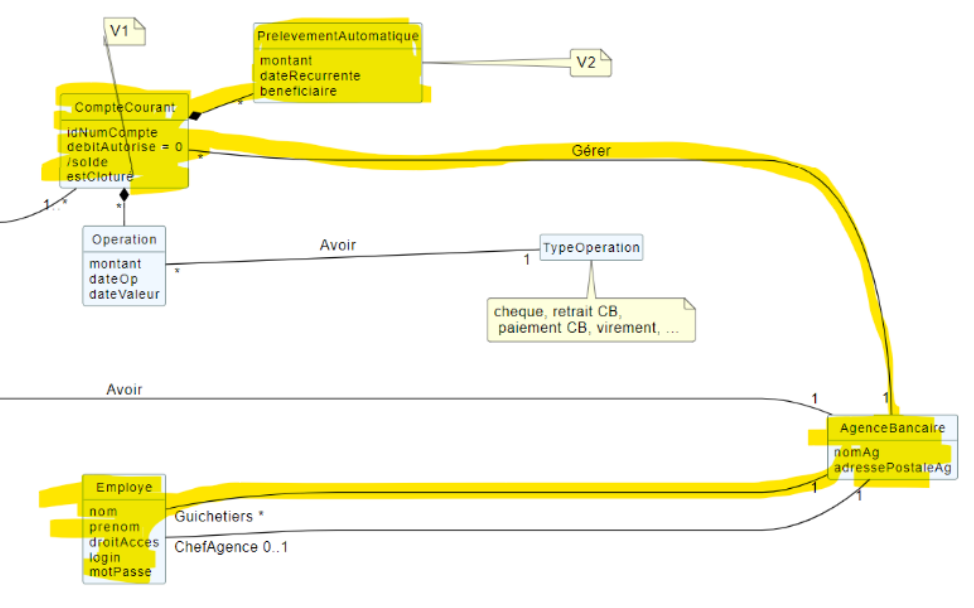 V1
PrelevementAutomatique
montant
dateRecurrente
beneficiaire
V2
CompteCourant
*
idNumCompte
debitAutorise = 0
/solde
estCloture
*
Gérer
1..*
*
Operation
montant
dateOp
dateValeur
*
Avoir
1
TypeOperation
cheque, retrait CB,
paiement CB, virement, ...
Avoir
1
1
AgenceBancaire
nomAg
adressePostaleAg
Employe
nom
prenom
droitAcces
login
motPasse
Guichetiers *
1
ChefAgence 0..1
1